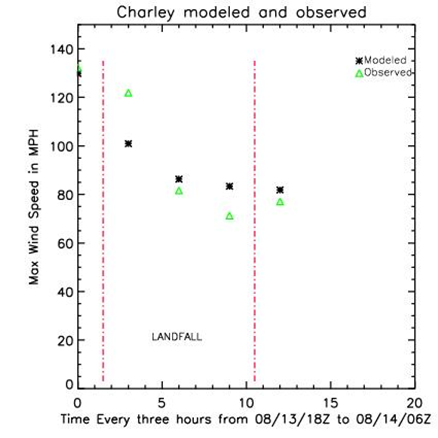 Charley modeled and observed
140
120
100
80
60
40
20
0
Max Wind Speed in MPH
Modeled
Observed
LANDFALL
0 5 10 15 20
Time Every three hours from 08/13/18Z to 08/14/06Z